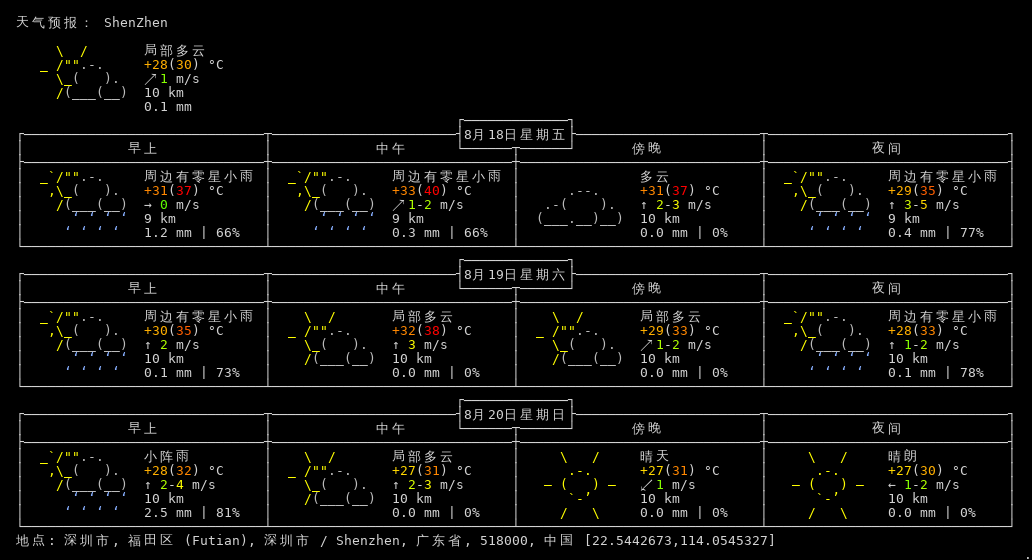 天气预报： ShenZhen
局部多云
+28(30) °C
↗1 m/s
10 km
0.1 mm
8月18日星期五
早上 中午 傍晚 夜间
周边有零星小雨 周边有零星小雨 多云 周边有零星小雨
+31(37) °C +33(40) °C +31(37) °C +29(35) °C
→ 0 m/s ↗1-2 m/s ↑ 2-3 m/s ↑ 3-5 m/s
9 km 9 km 10 km 9 km
1.2 mm | 66% 0.3 mm | 66% 0.0 mm | 0% 0.4 mm | 77%
8月19日星期六
早上 中午 傍晚 夜间
周边有零星小雨 局部多云 局部多云 周边有零星小雨
+30(35) °C +32(38) °C +29(33) °C +28(33) °C
↑ 2 m/s ↑ 3 m/s ↗1-2 m/s ↑ 1-2 m/s
10 km 10 km 10 km 10 km
0.1 mm | 73% 0.0 mm | 0% 0.0 mm | 0% 0.1 mm | 78%
8月20日星期日
早上 中午 傍晚 夜间
小阵雨 局部多云 晴天 晴朗
+28(32) °C +27(31) °C +27(31) °C +27(30) °C
↑ 2-4 m/s ↑ 2-3 m/s ↙1 m/s ← 1-2 m/s
10 km 10 km 10 km 10 km
2.5 mm | 81% 0.0 mm | 0% 0.0 mm | 0% 0.0 mm | 0%
地点: 深圳市, 福田区 (Futian), 深圳市 / Shenzhen, 广东省, 518000, 中国 [22.5442673,114.0545327]